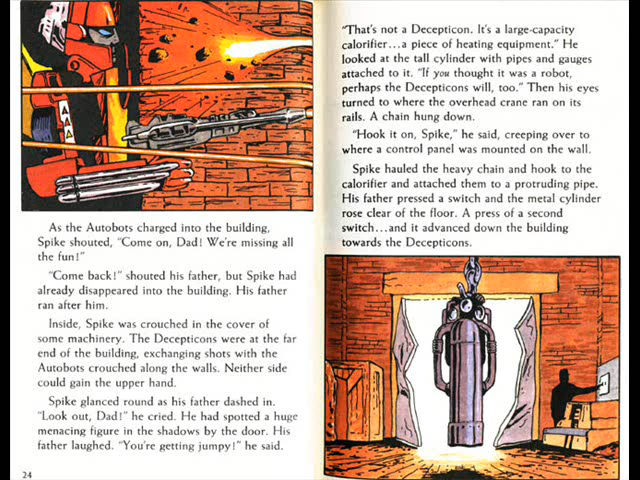 As the Autobots charged into the building,
Spike shouted, "Come on, Dad! We're missing all
the fun!"
"Come back!" shouted his father, but Spike had
already disappeared into the building. His father
ran after him.
Inside, Spike was crouched in the cover of
some machinery. The Decepticons were at the far
end of the building, exchanging shots with the
Autobots crouched along the walls. Neither side
could gain the upper hand.
Spike glanced round as his father dashed in.
"Look out, Dad!" he cried. He had spotted a huge
menacing figure in the shadows by the door. His
father laughed. "You're getting jumpy!" he said.
24
"That's not a Decepticon. It's a large-capacity
calorifier...a piece of heating equipment." He
looked at the tall cylinder with pipes and gauges
attached to it. "If you thought it was a robot,
perhaps the Decepticons will, too." Then his eyes
turned to where the overhead crane ran on its
rails. A chain hung down.
"Hook it on, Spike," he said, creeping over to
where a control panel was mounted on the wall.
Spike hauled the heavy chain and hook to the
calorifier and attached them to a protruding pipe.
His father pressed a switch and the metal cylinder
rose clear of the floor. A press of a second
switch...and it advanced down the building
towards the Decepticons.